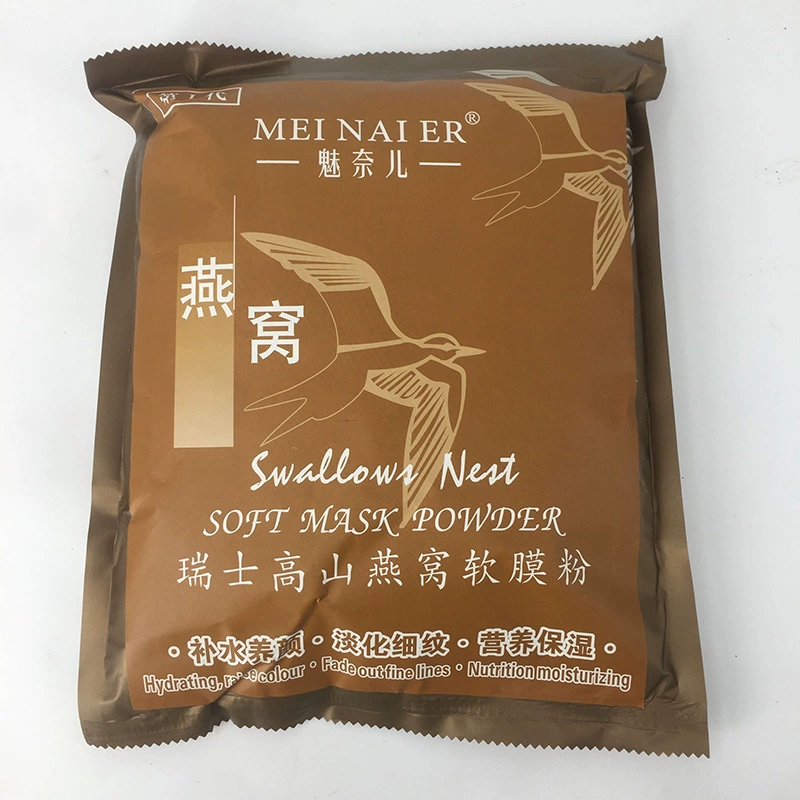 MEI NAI ER®
魅奈儿
燕
窝
Swallows Nest
SOFT MASK POWDER
瑞士高山燕窝软膜粉
·补水养颜·淡化细纹·营养保湿·
Hydrating, raise colour · Fade out fine lines · Nutrition moisturizing